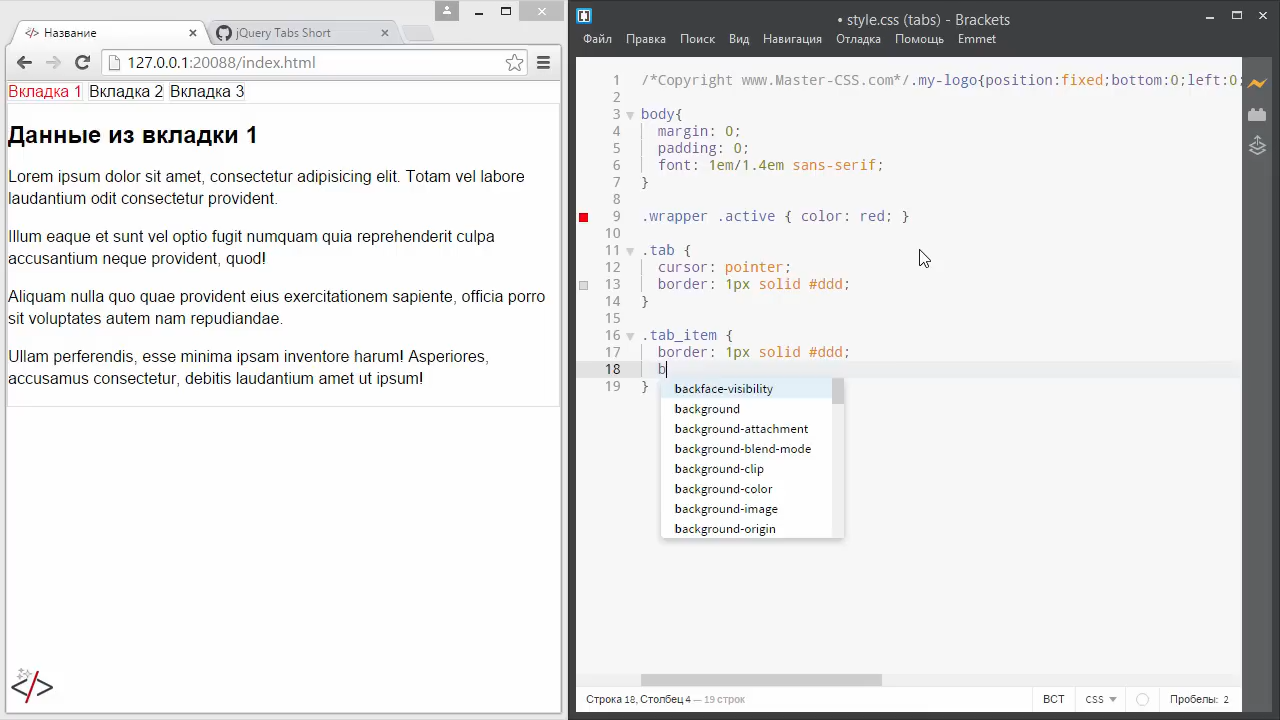 Название
jQuery Tabs Short
127.0.0.1:20088/index.html
Вкладка 1 Вкладка 2 Вкладка 3
Данные из вкладки 1
Lorem ipsum dolor sit amet, consectetur adipisicing elit. Totam vel labore
laudantium odit consectetur provident.
Illum eaque et sunt vel optio fugit numquam quia reprehenderit culpa
accusantium neque provident, quod!
Aliquam nulla quo quae provident eius exercitationem sapiente, officia porro
sit voluptates autem nam repudiandae.
Ullam perferendis, esse minima ipsam inventore harum! Asperiores,
accusamus consectetur, debitis laudantium amet ut ipsum!
• style.css (tabs) - Brackets
Файл Правка Поиск Вид Навигация Отладка Помощь Emmet
1 /*Copyright www.Master-CSS.com*/.my-logo{position:fixed;bottom:0;left:0;
2
3 body{
4 margin: 0;
5 padding: 0;
6 font: 1em/1.4em sans-serif;
7 }
8
9 .wrapper .active { color: red; }
10
11 .tab {
12 cursor: pointer;
13 border: 1px solid #ddd;
14 }
15
16 .tab_item {
17 border: 1px solid #ddd;
18 b
19 }
backface-visibility
background
background-attachment
background-blend-mode
background-clip
background-color
background-image
background-origin
Строка 18, Столбец 4 — 19 строк
ВСТ CSS Пробелы: 2